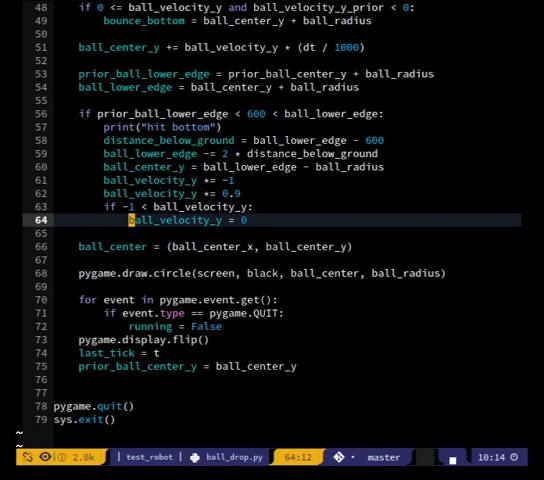 48 if 0 <= ball_velocity_y and ball_velocity_y_prior < 0:
49 bounce_bottom = ball_center_y + ball_radius
50
51 ball_center_y += ball_velocity_y * (dt / 1000)
52
53 prior_ball_lower_edge = prior_ball_center_y + ball_radius
54 ball_lower_edge = ball_center_y + ball_radius
55
56 if prior_ball_lower_edge < 600 < ball_lower_edge:
57 print("hit bottom")
58 distance_below_ground = ball_lower_edge - 600
59 ball_lower_edge -= 2 * distance_below_ground
60 ball_center_y = ball_lower_edge - ball_radius
61 ball_velocity_y *= -1
62 ball_velocity_y *= 0.9
63 if -1 < ball_velocity_y:
64 ball_velocity_y = 0
65
66 ball_center = (ball_center_x, ball_center_y)
67
68 pygame.draw.circle(screen, black, ball_center, ball_radius)
69
70 for event in pygame.event.get():
71 if event.type == pygame.QUIT:
72 running = False
73 pygame.display.flip()
74 last_tick = t
75 prior_ball_center_y = ball_center_y
76
77
78 pygame.quit()
79 sys.exit()
~
~
2.0k | test_robot > ball_drop.py 64:12 master 10:14